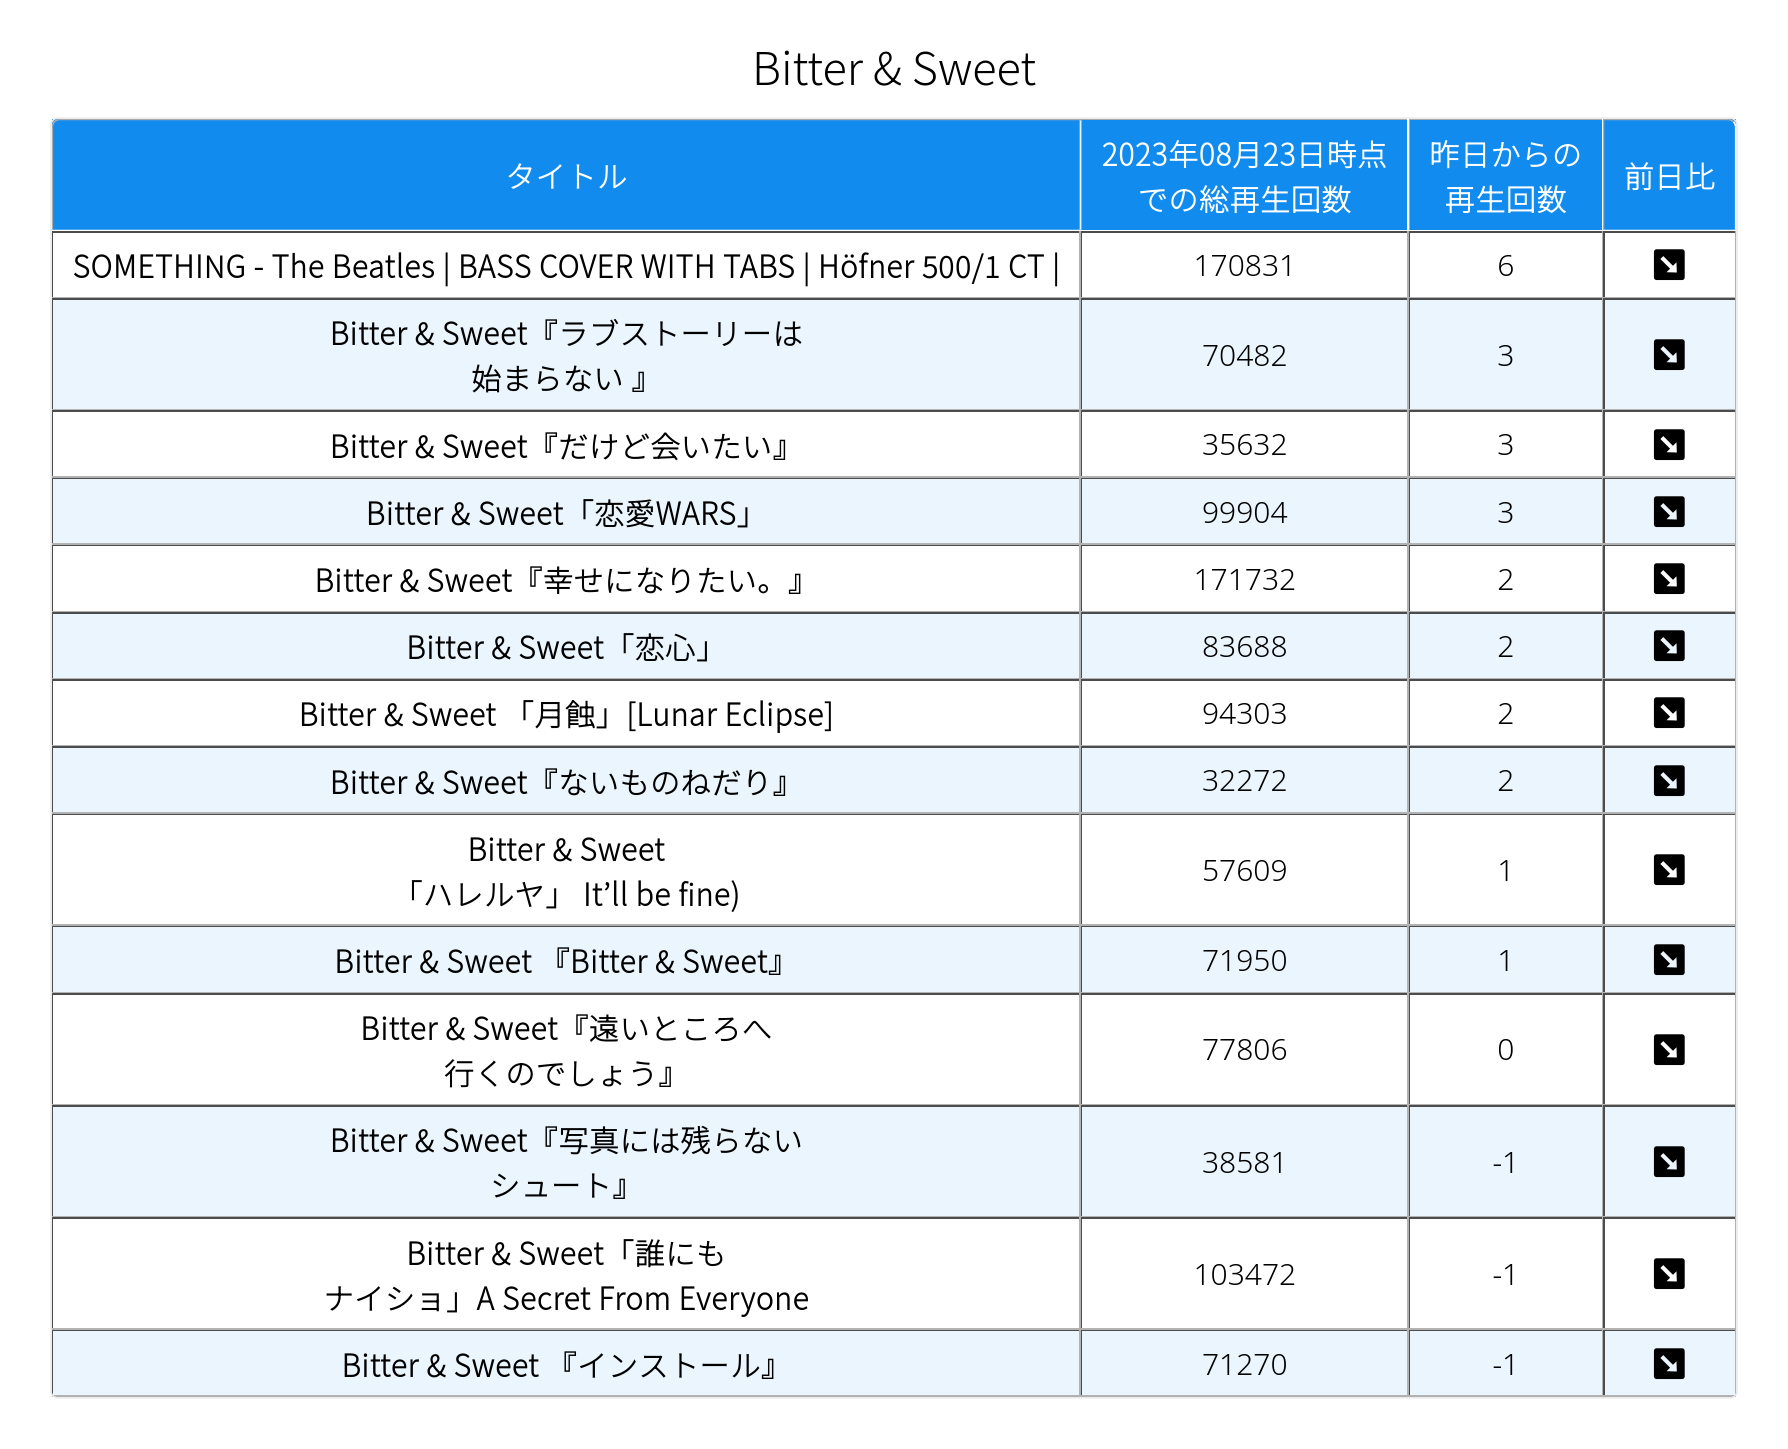 Bitter & Sweet
タイトル
2023年08月23日時点
での総再生回数
昨日からの
再生回数
前日比
SOMETHING - The Beatles | BASS COVER WITH TABS | Höfner 500/1 CT |
170831
6
Bitter & Sweet『ラブストーリーは
始まらない 』
70482
3
Bitter & Sweet『だけど会いたい』
35632
3
Bitter & Sweet「恋愛WARS」
99904
3
Bitter & Sweet『幸せになりたい。』
171732
2
Bitter & Sweet「恋心」
83688
2
Bitter & Sweet 「月蝕」[Lunar Eclipse]
94303
2
Bitter & Sweet『ないものねだり』
32272
2
Bitter & Sweet
「ハレルヤ」 It’ll be fine)
57609
1
Bitter & Sweet 『Bitter & Sweet』
71950
1
Bitter & Sweet『遠いところへ
行くのでしょう』
77806
0
Bitter & Sweet『写真には残らない
シュート』
38581
-1
Bitter & Sweet「誰にも
ナイショ」A Secret From Everyone
103472
-1
Bitter & Sweet 『インストール』
71270
-1